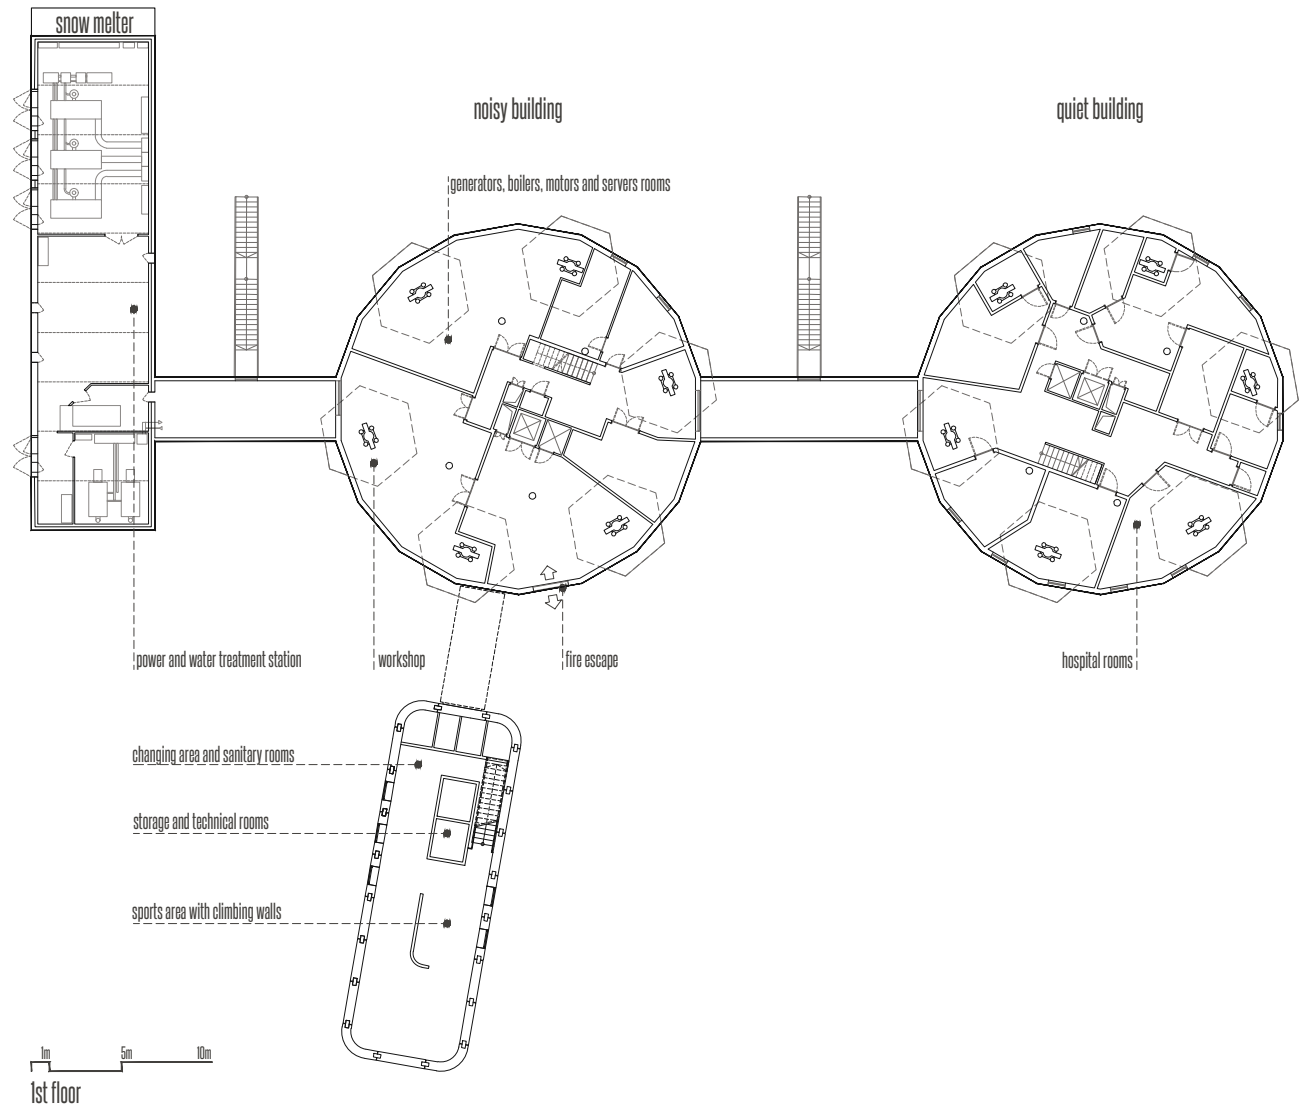 snow melter
noisy building
quiet building
generators, boilers, motors and servers rooms
power and water treatment station
workshop
fire escape
hospital rooms
changing area and sanitary rooms
storage and technical rooms
sports area with climbing walls
1m 5m 10m
1st floor